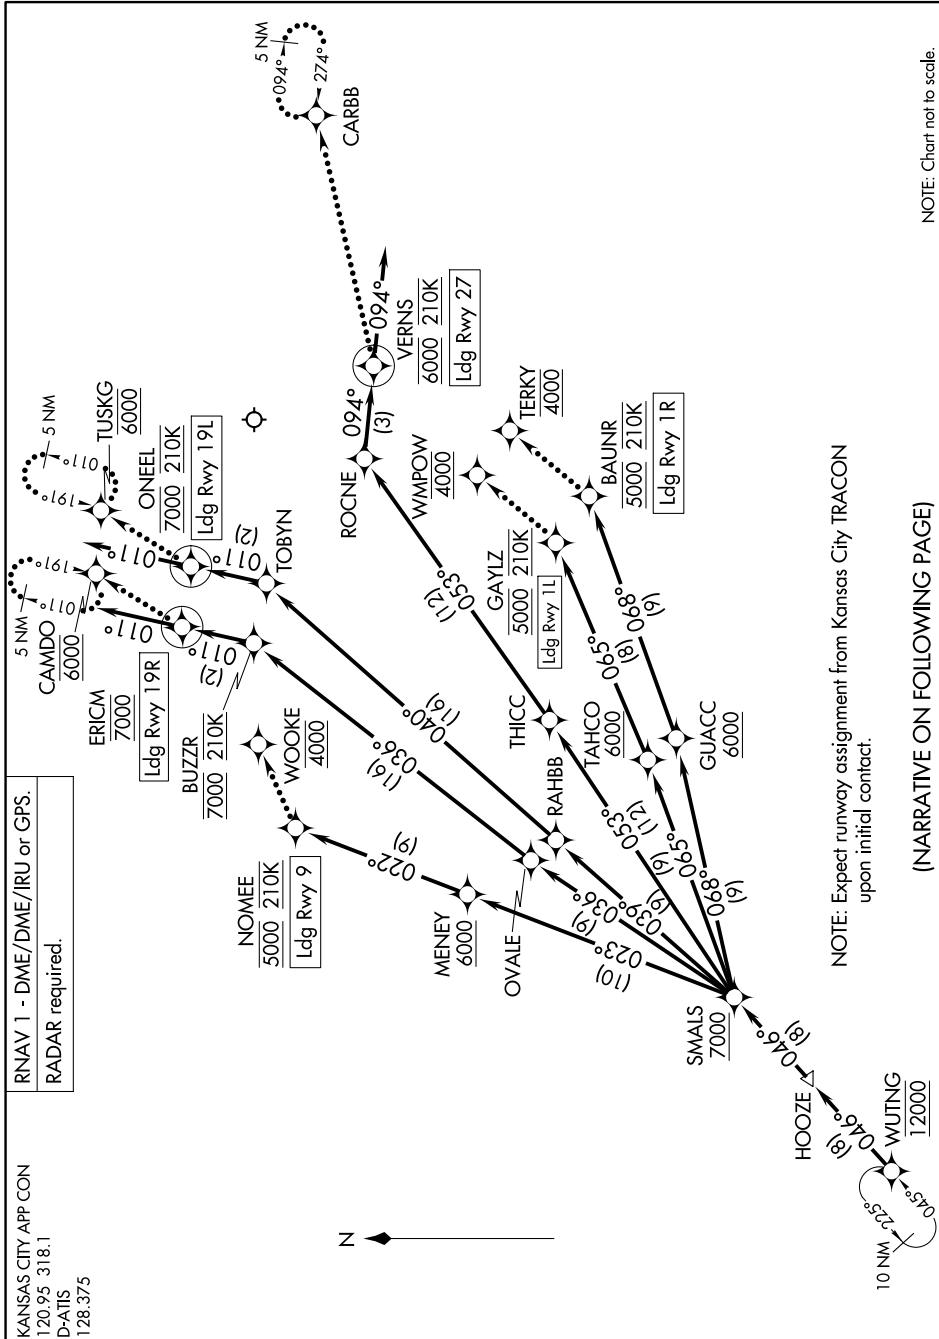 KANSAS CITY APP CON
120.95 318.1
D-ATIS
128.375
RNAV 1 - DME/DME/IRU or GPS.
RADAR required.
5 NM
094°
274°
CARBB
5 NM
011°
191°
TUSKG
6000
ONEEL
7000 210K
Ldg Rwy 19L
5 NM
011°
191°
CAMDO
6000
ERICM
7000
Ldg Rwy 19R
011°
011°
011°
(2)
011°
(2)
TOBYN
BUZZR
7000 210K
WOOKE
4000
NOMEE
5000 210K
Ldg Rwy 9
022°
(9)
MENEY
6000
023°
(10)
036°
(16)
040°
(16)
OVALE
RAHBB
036°
(9)
039°
(9)
094°
VERNS
6000 210K
Ldg Rwy 27
094°
(3)
ROCNE
053°
(12)
THICC
053°
(12)
WMPOW
4000
TERKY
4000
GAYLZ
5000 210K
Ldg Rwy 1L
BAUNR
5000 210K
Ldg Rwy 1R
065°
(8)
068°
(9)
TAHCO
6000
GUACC
6000
065°
(9)
068°
(9)
SMALS
7000
046°
(8)
HOOZE
046°
(8)
WUTNG
12000
225°
045°
10 NM
N
NOTE: Expect runway assignment from Kansas City TRACON
upon initial contact.
(NARRATIVE ON FOLLOWING PAGE)
NOTE: Chart not to scale.